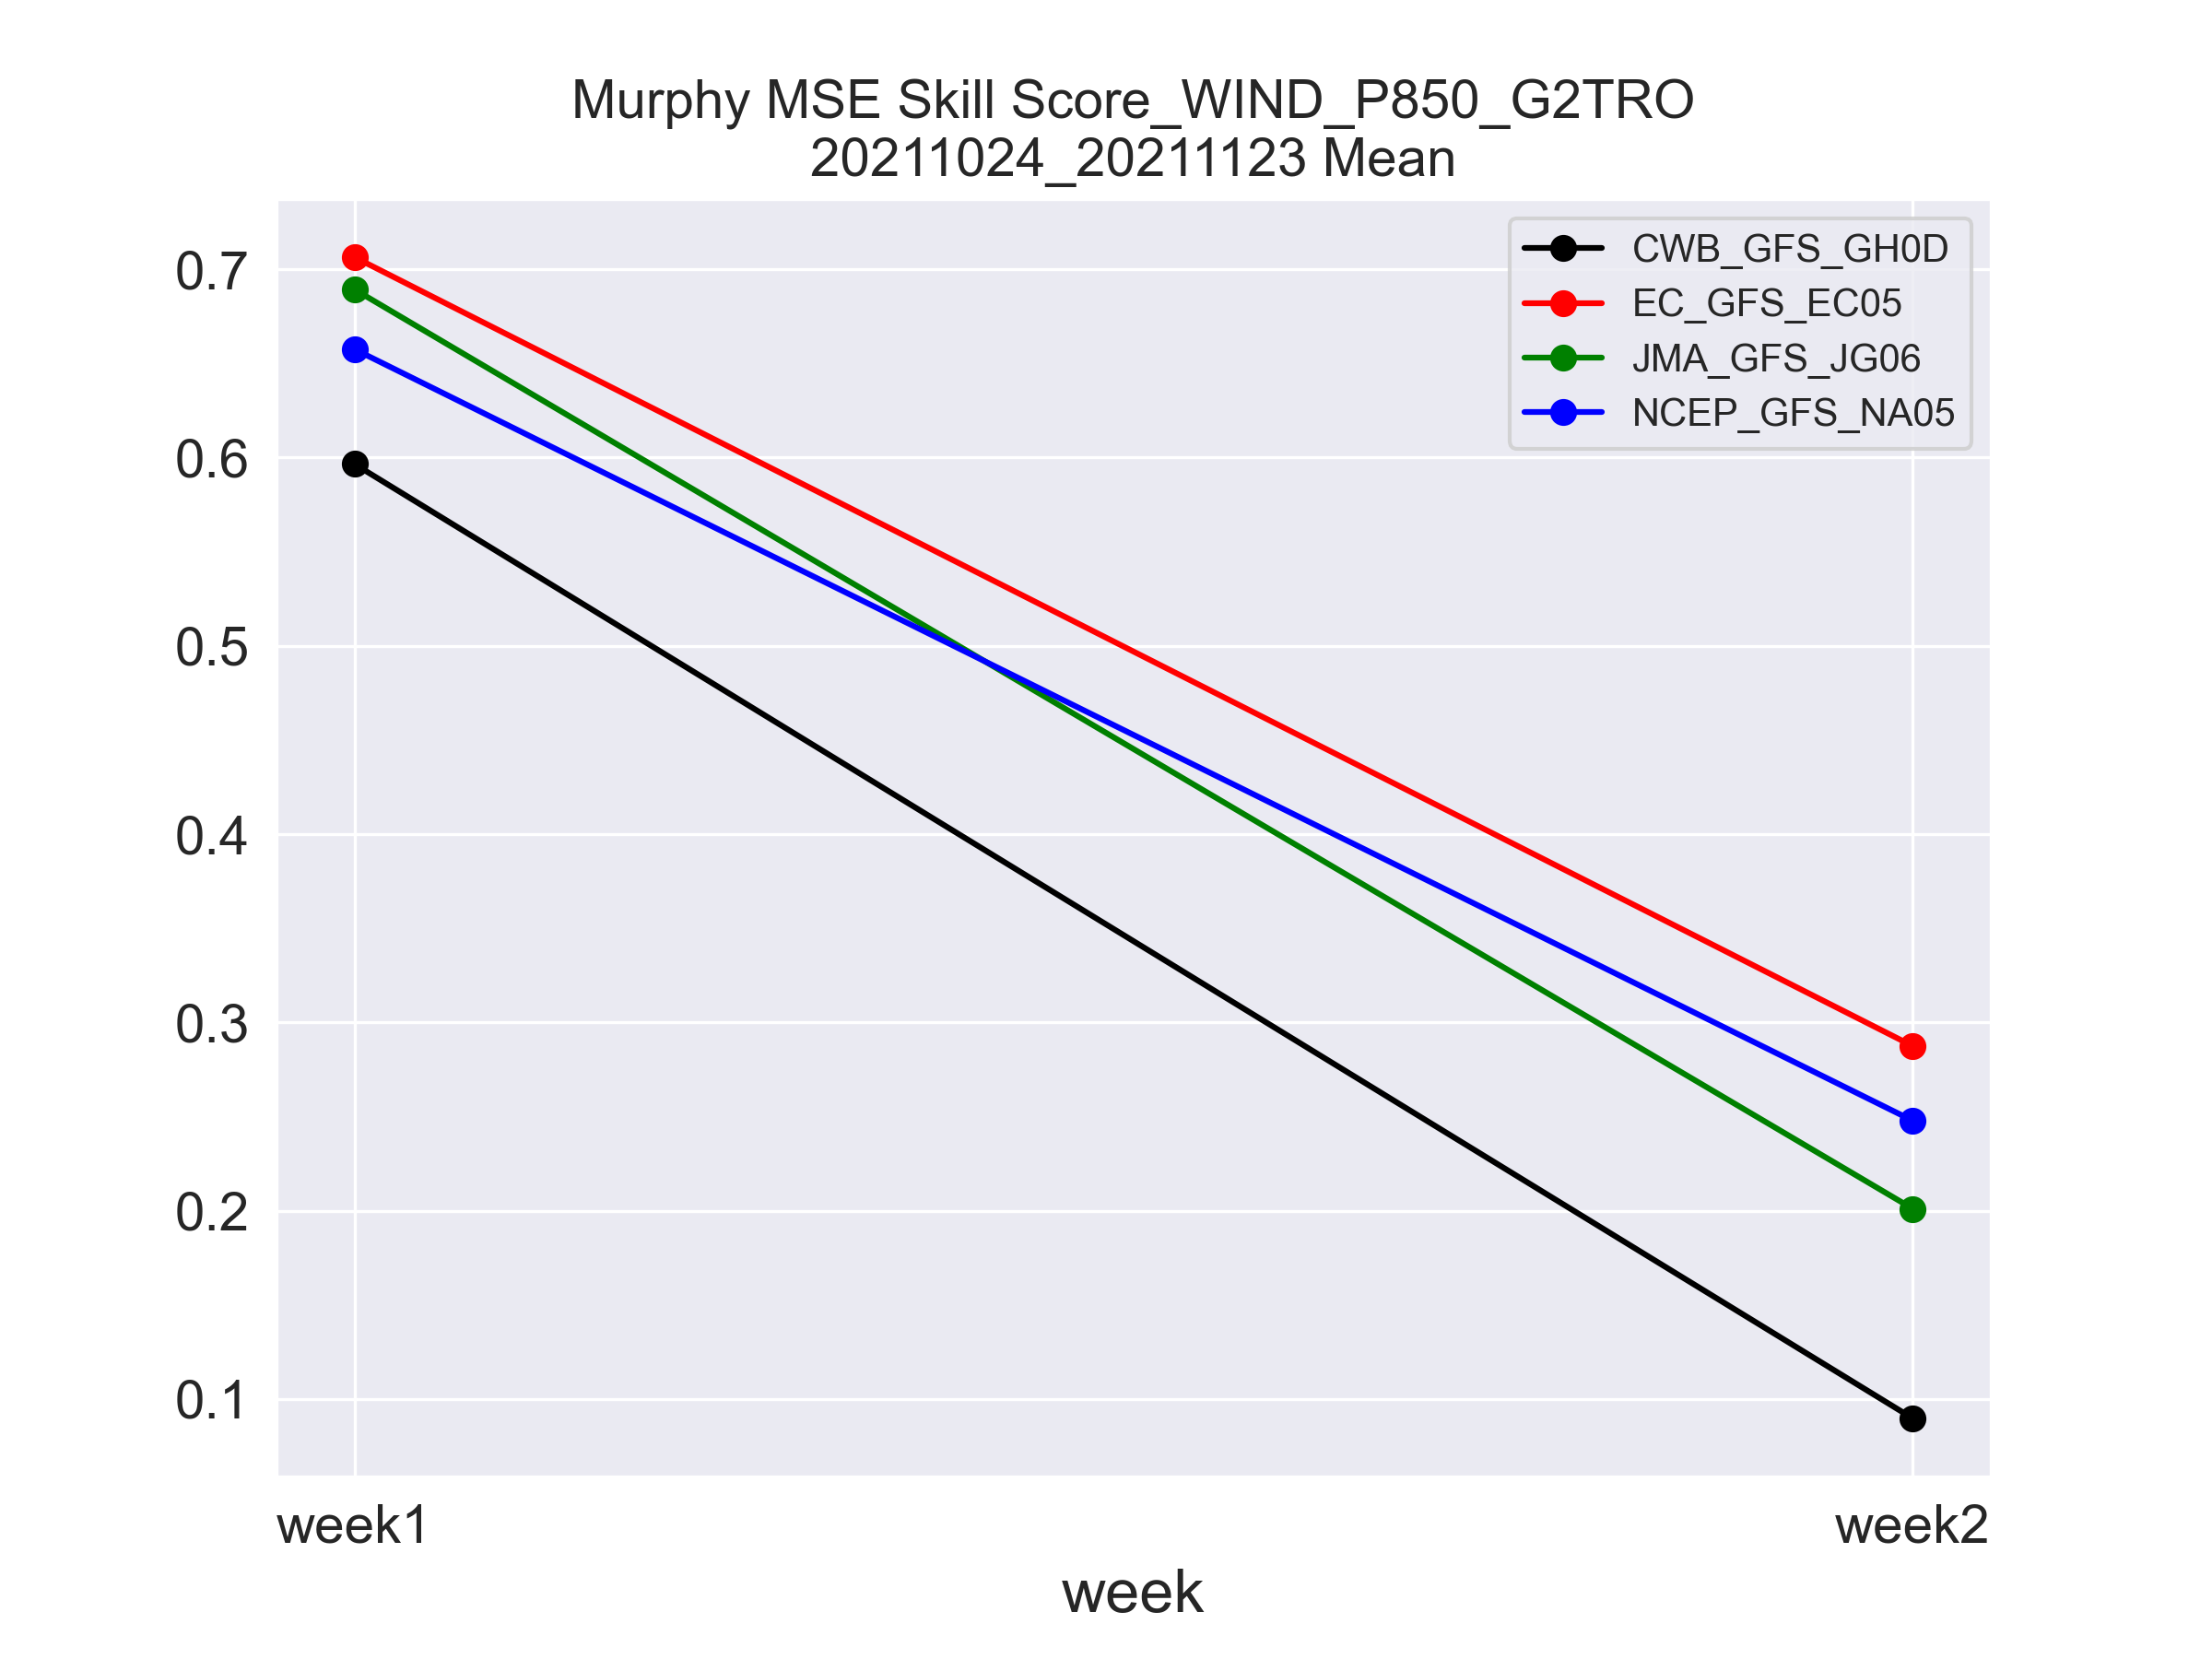 Murphy MSE Skill Score_WIND_P850_G2TRO
20211024_20211123 Mean
CWB_GFS_GH0D
EC_GFS_EC05
JMA_GFS_JG06
NCEP_GFS_NA05
0.7
0.6
0.5
0.4
0.3
0.2
0.1
week1
week2
week